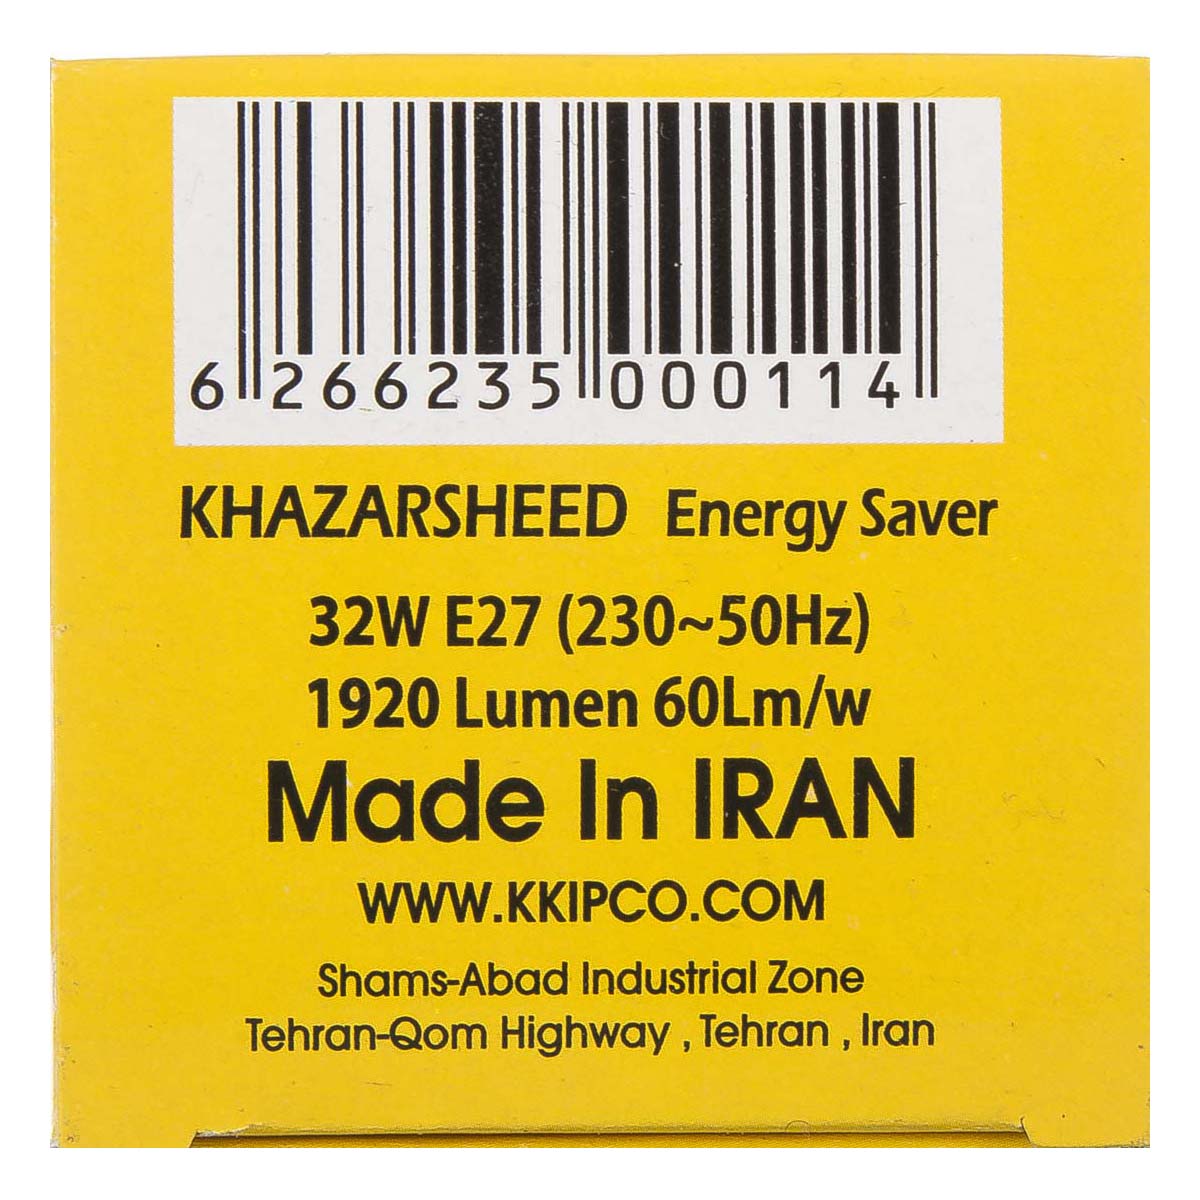 6 266235 000114
KHAZARSHEED Energy Saver
32W E27 (230~50Hz)
1920 Lumen 60Lm/w
Made In IRAN
WWW.KKIPCO.COM
Shams-Abad Industrial Zone
Tehran-Qom Highway , Tehran , Iran